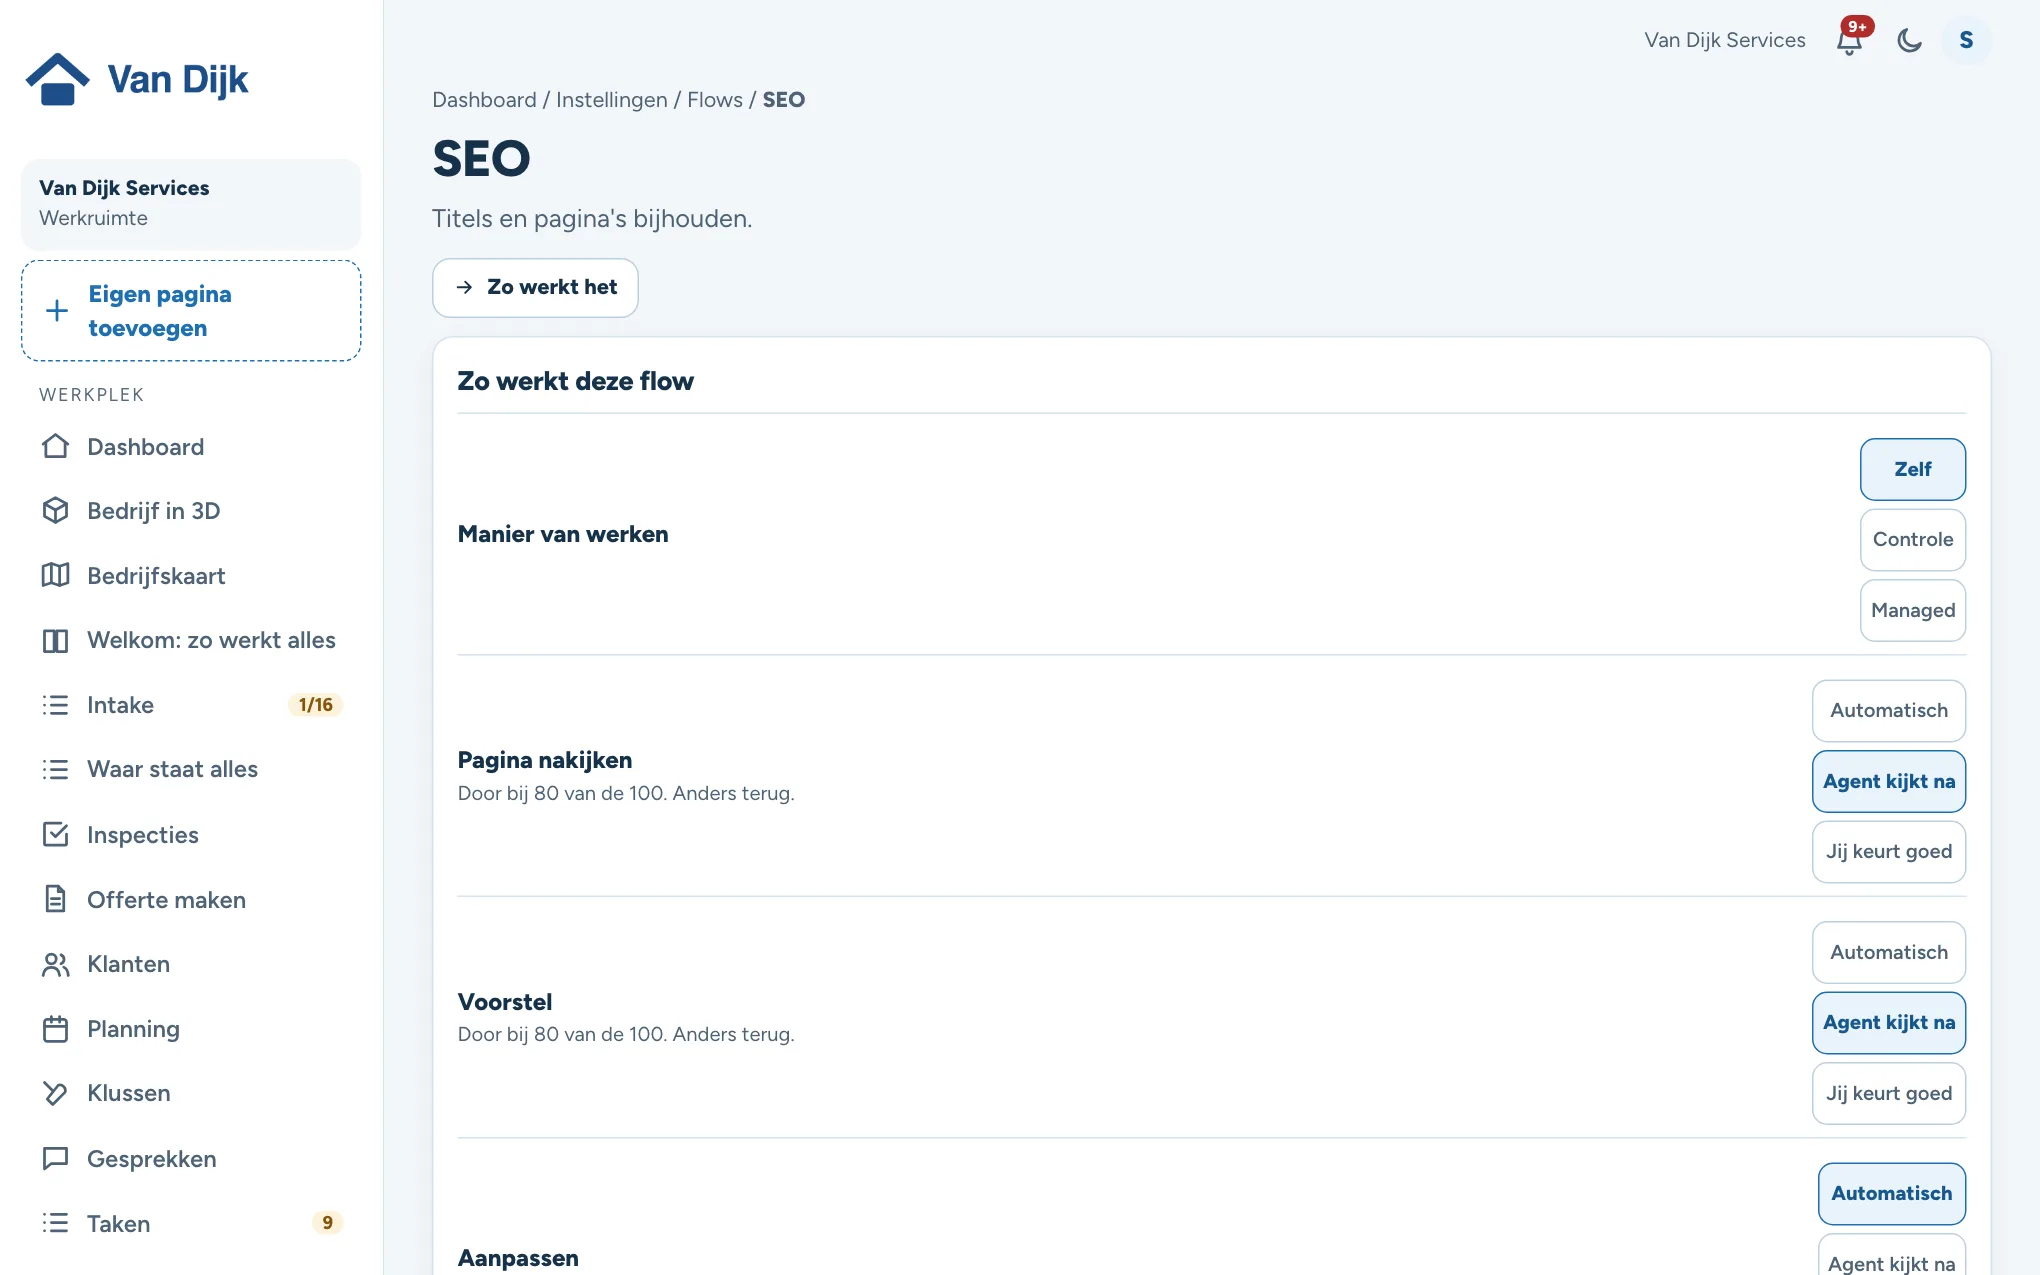 Van Dijk
Van Dijk Services
Werkruimte
Eigen pagina
toevoegen
WERKPLEK
Dashboard
Bedrijf in 3D
Bedrijfskaart
Welkom: zo werkt alles
Intake 1/16
Waar staat alles
Inspecties
Offerte maken
Klanten
Planning
Klussen
Gesprekken
Taken 9
Van Dijk Services 9+ S
Dashboard / Instellingen / Flows / SEO
SEO
Titels en pagina's bijhouden.
→ Zo werkt het
Zo werkt deze flow
Manier van werken
Zelf
Controle
Managed
Pagina nakijken
Door bij 80 van de 100. Anders terug.
Automatisch
Agent kijkt na
Jij keurt goed
Voorstel
Door bij 80 van de 100. Anders terug.
Automatisch
Agent kijkt na
Jij keurt goed
Aanpassen
Automatisch
Agent kijkt na